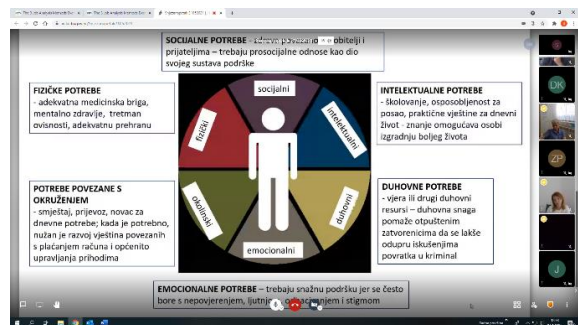 SOCIJALNE POTREBE - zdrava povezano
obitelji i
prijateljima – trebaju prosocijalne odnose kao dio
svojeg sustava podrške
FIZIČKE POTREBE
- adekvatna medicinska briga,
mentalno zdravlje, tretman
ovisnosti, adekvatnu prehranu
socijalni
intelektualni
fizički
INTELEKTUALNE POTREBE
- školovanje, osposobljenost za
posao, praktične vještine za dnevni
život - znanje omogućava osobi
izgradnju boljeg života
POTREBE POVEZANE S
OKRUŽENJEM
- smještaj, prijevoz, novac za
dnevne potrebe; kada je potrebno,
nužan je razvoj vještina povezanih
s plaćanjem računa i općenito
upravljanja prihodima
okolinski
duhovni
emocionalni
DUHOVNE POTREBE
- vjera ili drugi duhovni
resursi – duhovna snaga
pomaže otpuštenim
zatvorenicima da se lakše
odupru iskušenjima
povratka u kriminal
EMOCIONALNE POTREBE – trebaju snažnu podršku jer se često
bore s nepovjerenjem, ljutnjom, odbacivanjem i stigmom
DK
ZP
J